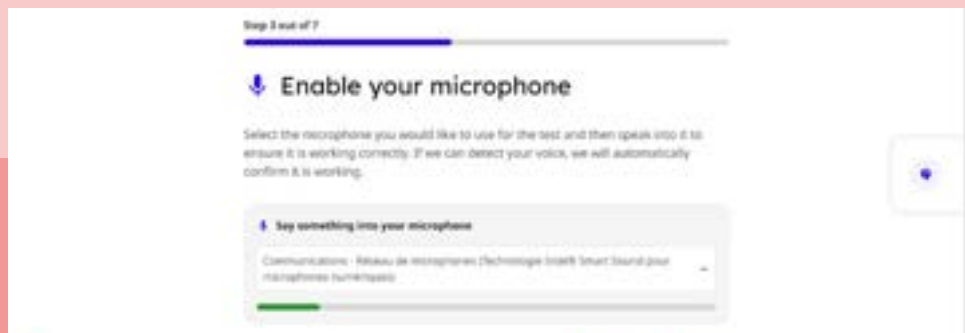 Step 3 out of 7
Enable your microphone
Select the microphone you would like to use for the test and then speak into it to
ensure it is working correctly. If we can detect your voice, we will automatically
confirm it is working.
Say something into your microphone
Communications - Réseau de microphones (Technologie Intel® Smart Sound pour
microphones numériques)